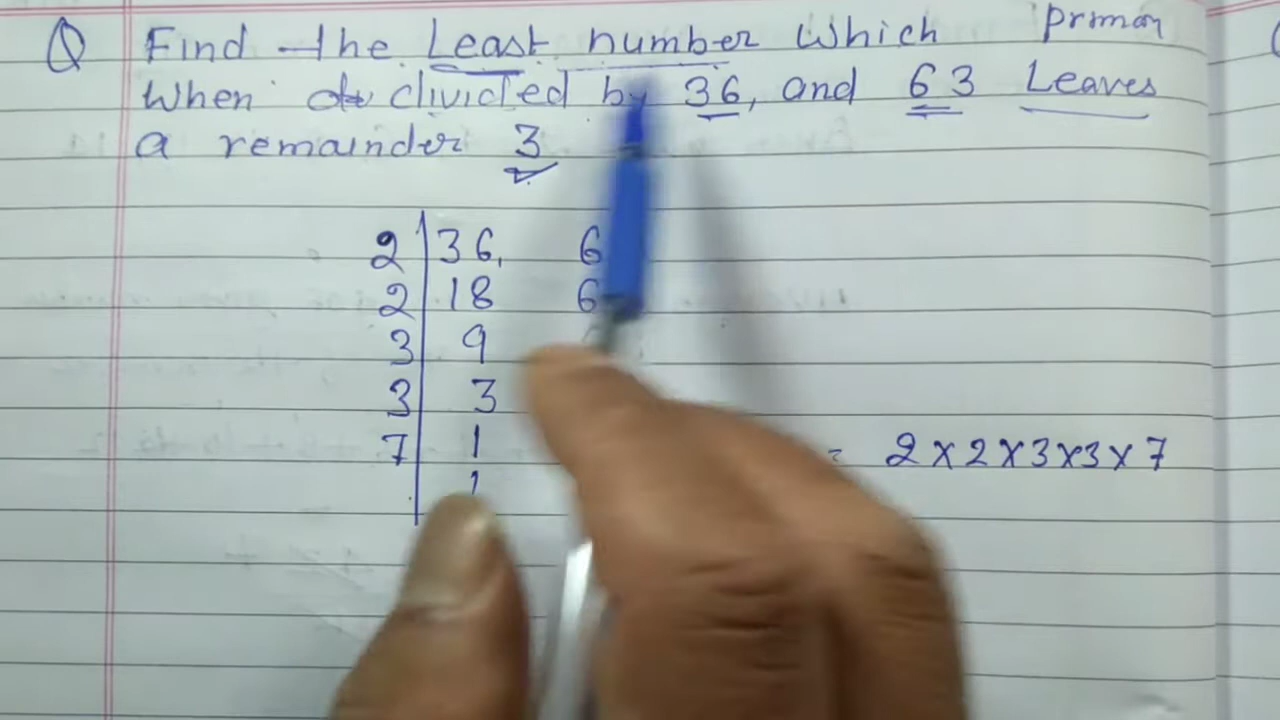 Q Find the Least number which
when divided by 36, and 63 Leaves
a remainder 3
2 36, 6
2 18 6
3 9
3 3
7 1
1
= 2 x 2 x 3 x 3 x 7